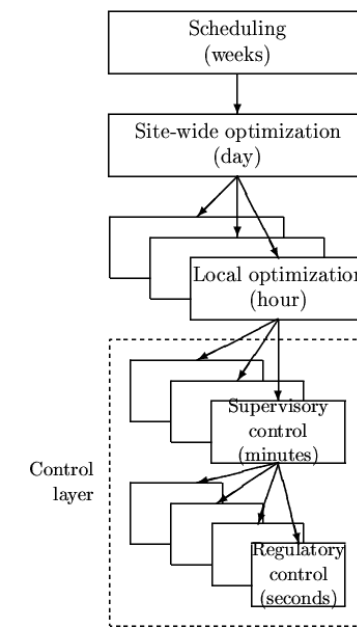 Scheduling
(weeks)
Site-wide optimization
(day)
Local optimization
(hour)
Supervisory
control
(minutes)
Control
layer
Regulatory
control
(seconds)